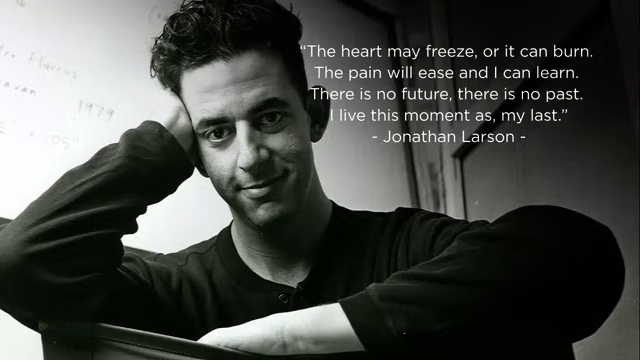 “The heart may freeze, or it can burn.
The pain will ease and I can learn.
There is no future, there is no past.
I live this moment as, my last.”
- Jonathan Larson -
1979